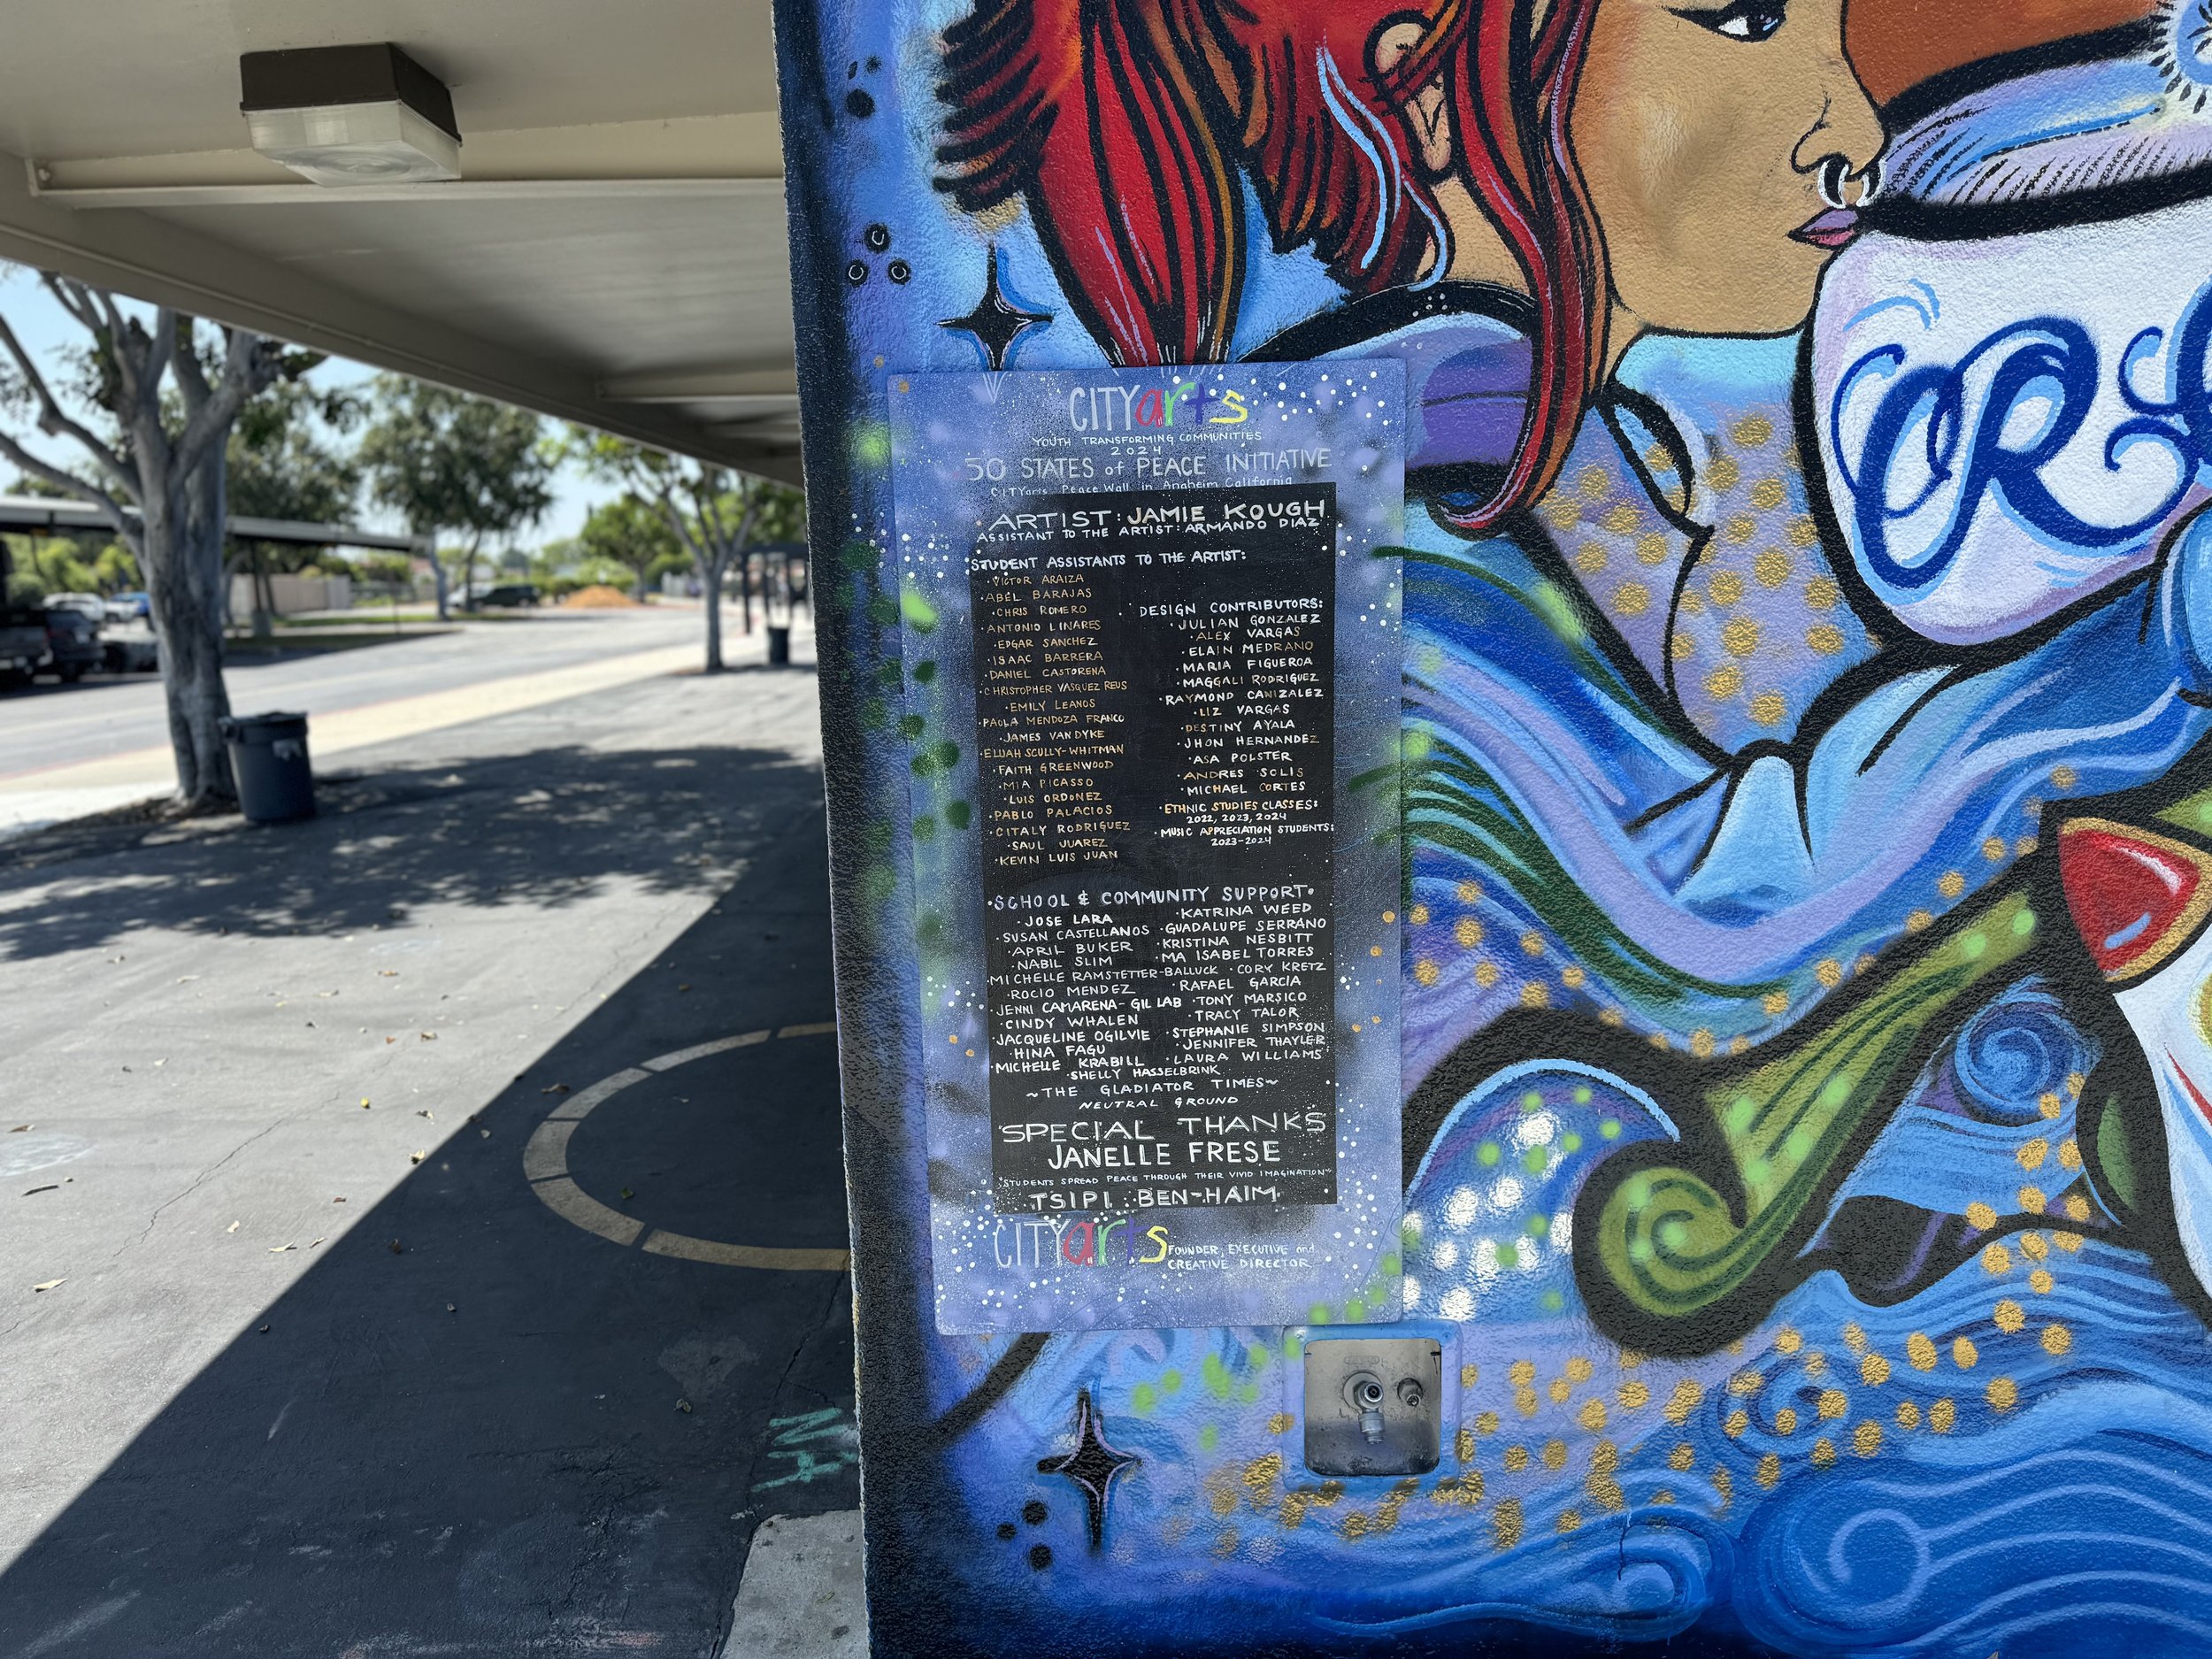 CITYarts
YOUTH TRANSFORMING COMMUNITIES
2024
50 STATES of PEACE INITIATIVE
CITYarts Peace Wall in Anaheim California
ARTIST: JAMIE KOUGH
ASSISTANT TO THE ARTIST: ARMANDO DIAZ
STUDENT ASSISTANTS TO THE ARTIST:
• VICTOR ARAIZA
• ABEL BARAJAS
• CHRIS ROMERO
• ANTONIO LINARES
• EDGAR SANCHEZ
• ISAAC BARRERA
• DANIEL CASTORENA
• CHRISTOPHER VASQUEZ REUS
• EMILY LEANOS
• PAOLA MENDOZA FRANCO
• JAMES VANDYKE
• ELIJAH SCULLY-WHITMAN
• FAITH GREENWOOD
• MIA PICASSO
• LUIS ORDONEZ
• PABLO PALACIOS
• CITALY RODRIGUEZ
• SAUL JUAREZ
• KEVIN LUIS JUAN
• DESIGN CONTRIBUTORS:
• JULIAN GONZALEZ
• ALEX VARGAS
• ELAIN MEDRANO
• MARIA FIGUEROA
• MAGGALI RODRIGUEZ
• RAYMOND CANIZALEZ
• LIZ VARGAS
• DESTINY AYALA
• JHON HERNANDEZ
• ASA POLSTER
• ANDRES SOLIS
• MICHAEL CORTES
• ETHNIC STUDIES CLASSES:
2022, 2023, 2024
• MUSIC APPRECIATION STUDENTS:
2023-2024
• SCHOOL & COMMUNITY SUPPORT •
• JOSE LARA
• SUSAN CASTELLANOS
• APRIL BUKER
• NABIL SLIM
• MICHELLE RAMSTETTER-BALLUCK
• ROCIO MENDEZ
• JENNI CAMARENA-GIL LAB
• CINDY WHALEN
• JACQUELINE OGILVIE
• HINA FAGU
• MICHELLE KRABILL
• KATRINA WEED
• GUADALUPE SERRANO
• KRISTINA NESBITT
• MA ISABEL TORRES
• CORY KRETZ
• RAFAEL GARCIA
• TONY MARSICO
• TRACY TALOR
• STEPHANIE SIMPSON
• JENNIFER THAYLER
• LAURA WILLIAMS
• SHELLY HASSELBRINK
~THE GLADIATOR TIMES~
NEUTRAL GROUND
SPECIAL THANKS
JANELLE FRESE
"STUDENTS SPREAD PEACE THROUGH THEIR VIVID IMAGINATION"
TSIPI BEN-HAIM
CITYarts FOUNDER, EXECUTIVE and
CREATIVE DIRECTOR